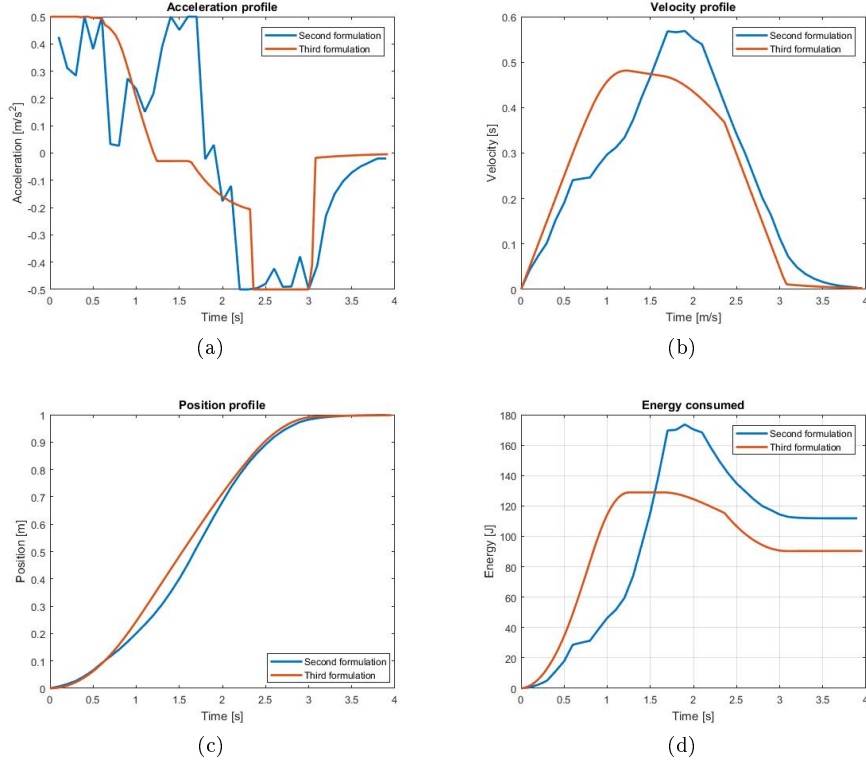 Acceleration profile
0.5
0.4
0.3
0.2
0.1
0
-0.1
-0.2
-0.3
-0.4
-0.5
Acceleration [m/s²]
Second formulation
Third formulation
0 0.5 1 1.5 2 2.5 3 3.5 4
Time [s]
(a)
Velocity profile
0.6
0.5
0.4
0.3
0.2
0.1
0
Velocity [s]
Second formulation
Third formulation
0 0.5 1 1.5 2 2.5 3 3.5 4
Time [m/s]
(b)
Position profile
1
0.9
0.8
0.7
0.6
0.5
0.4
0.3
0.2
0.1
0
Position [m]
Second formulation
Third formulation
0 0.5 1 1.5 2 2.5 3 3.5 4
Time [s]
(c)
Energy consumed
180
160
140
120
100
80
60
40
20
0
Energy [J]
Second formulation
Third formulation
0 0.5 1 1.5 2 2.5 3 3.5 4
Time [s]
(d)